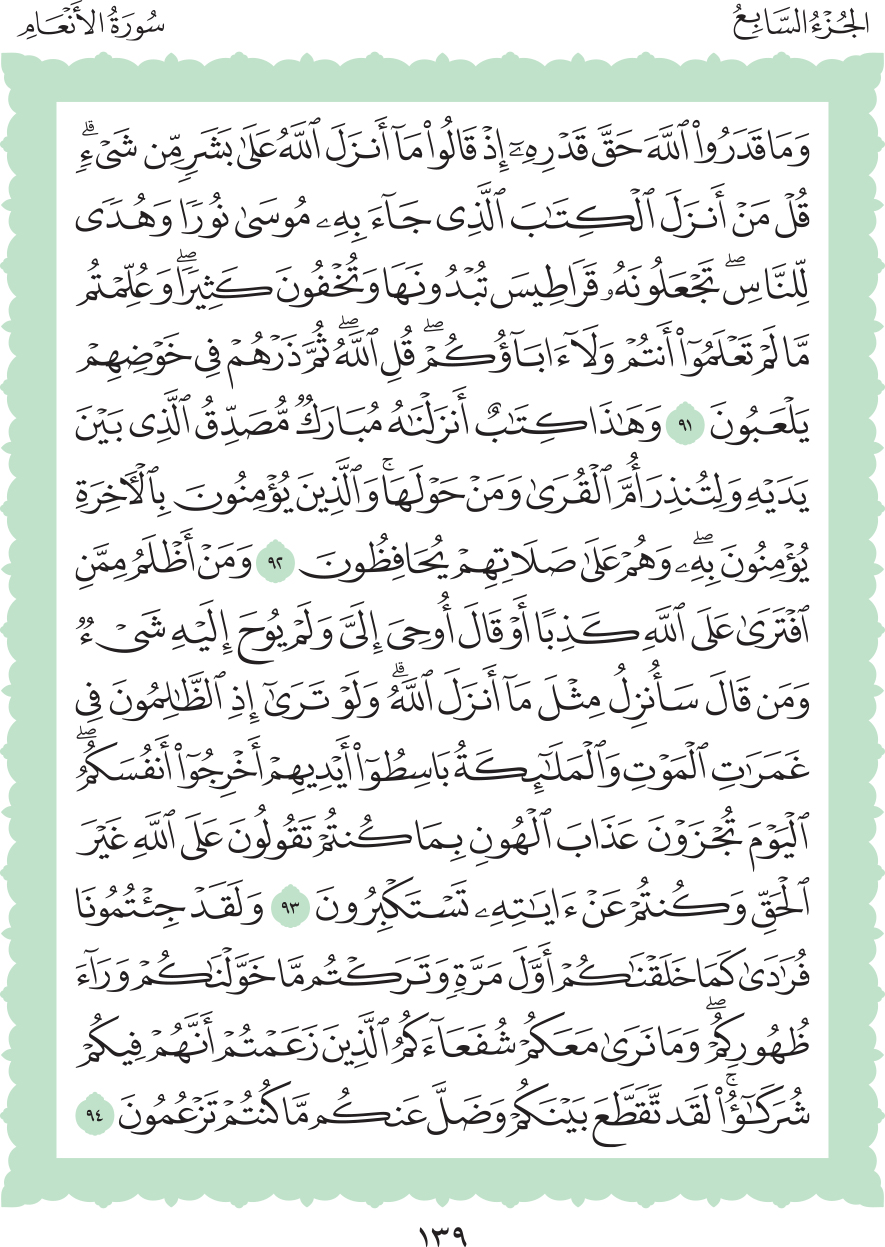 الجُزْءُ السَّابِعُ
سُورَةُ الأَنْعَامِ
وَمَا قَدَرُوا۟ ٱللَّهَ حَقَّ قَدْرِهِۦٓ إِذْ قَالُوا۟ مَآ أَنزَلَ ٱللَّهُ عَلَىٰ بَشَرٍۢ مِّن شَىْءٍۢ ۗ
قُلْ مَنْ أَنزَلَ ٱلْكِتَـٰبَ ٱلَّذِى جَآءَ بِهِۦ مُوسَىٰ نُورًۭا وَهُدًۭى
لِّلنَّاسِ ۖ تَجْعَلُونَهُۥ قَرَاطِيسَ تُبْدُونَهَا وَتُخْفُونَ كَثِيرًۭا ۖ وَعُلِّمْتُم
مَّا لَمْ تَعْلَمُوٓا۟ أَنتُمْ وَلَآ ءَابَآؤُكُمْ ۖ قُلِ ٱللَّهُ ۖ ثُمَّ ذَرْهُمْ فِى خَوْضِهِمْ
يَلْعَبُونَ ٩١ وَهَـٰذَا كِتَـٰبٌ أَنزَلْنَـٰهُ مُبَارَكٌۭ مُّصَدِّقُ ٱلَّذِى بَيْنَ
يَدَيْهِ وَلِتُنذِرَ أُمَّ ٱلْقُرَىٰ وَمَنْ حَوْلَهَا ۚ وَٱلَّذِينَ يُؤْمِنُونَ بِٱلْـَٔاخِرَةِ
يُؤْمِنُونَ بِهِۦ ۖ وَهُمْ عَلَىٰ صَلَاتِهِمْ يُحَافِظُونَ ٩٢ وَمَنْ أَظْلَمُ مِمَّنِ
ٱفْتَرَىٰ عَلَى ٱللَّهِ كَذِبًا أَوْ قَالَ أُوحِىَ إِلَىَّ وَلَمْ يُوحَ إِلَيْهِ شَىْءٌۭ
وَمَن قَالَ سَأُنزِلُ مِثْلَ مَآ أَنزَلَ ٱللَّهُ ۗ وَلَوْ تَرَىٰٓ إِذِ ٱلظَّـٰلِمُونَ فِى
غَمَرَٰتِ ٱلْمَوْتِ وَٱلْمَلَـٰٓئِكَةُ بَاسِطُوٓا۟ أَيْدِيهِمْ أَخْرِجُوٓا۟ أَنفُسَكُمُ ۖ
ٱلْيَوْمَ تُجْزَوْنَ عَذَابَ ٱلْهُونِ بِمَا كُنتُمْ تَقُولُونَ عَلَى ٱللَّهِ غَيْرَ
ٱلْحَقِّ وَكُنتُمْ عَنْ ءَايَـٰتِهِۦ تَسْتَكْبِرُونَ ٩٣ وَلَقَدْ جِئْتُمُونَا
فُرَٰدَىٰ كَمَا خَلَقْنَـٰكُمْ أَوَّلَ مَرَّةٍۢ وَتَرَكْتُم مَّا خَوَّلْنَـٰكُمْ وَرَآءَ
ظُهُورِكُمْ ۖ وَمَا نَرَىٰ مَعَكُمْ شُفَعَآءَكُمُ ٱلَّذِينَ زَعَمْتُمْ أَنَّهُمْ فِيكُمْ
شُرَكَـٰٓؤُا۟ ۚ لَقَد تَّقَطَّعَ بَيْنَكُمْ وَضَلَّ عَنكُم مَّا كُنتُمْ تَزْعُمُونَ ٩٤
١٣٩